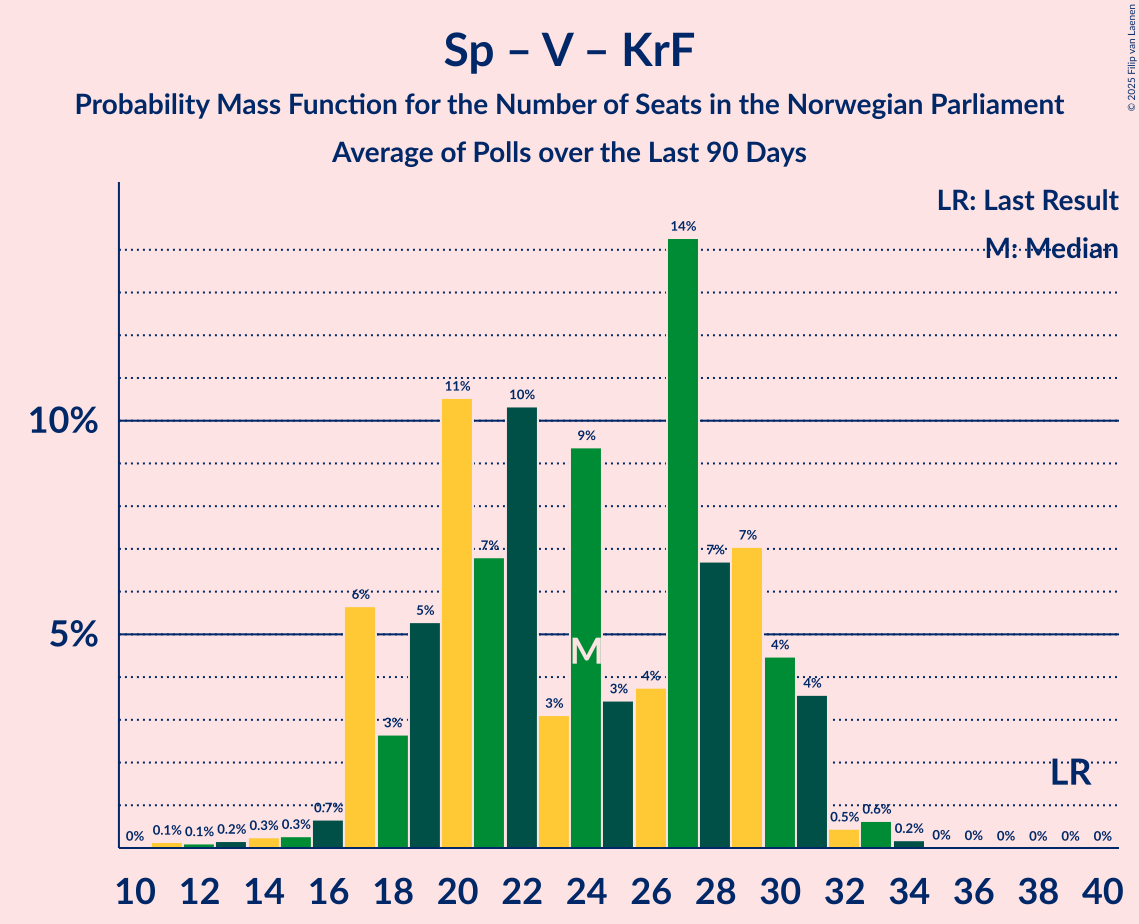 Sp – V – KrF
Probability Mass Function for the Number of Seats in the Norwegian Parliament
Average of Polls over the Last 90 Days
© 2025 Filip van Laenen
LR: Last Result
M: Median
10%
5%
0% 0.1% 0.1% 0.2% 0.3% 0.3% 0.7% 6% 3% 5% 11% 7% 10% 3% 9% 3% 4% 14% 7% 7% 4% 4% 0.5% 0.6% 0.2% 0% 0% 0% 0% 0% 0%
M
LR
10 12 14 16 18 20 22 24 26 28 30 32 34 36 38 40